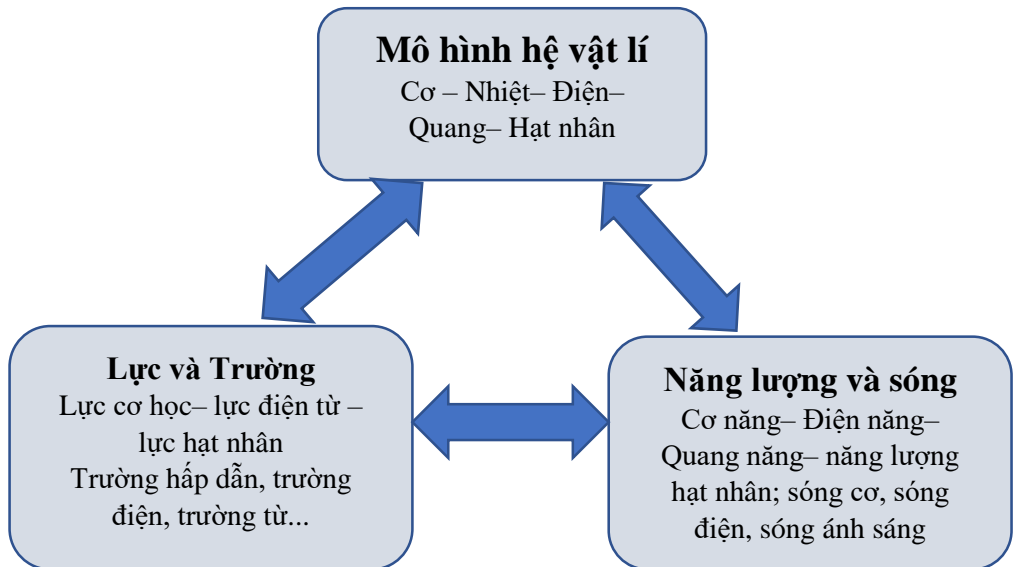 Mô hình hệ vật lí
Cơ – Nhiệt– Điện–
Quang– Hạt nhân
Lực và Trường
Lực cơ học– lực điện từ –
lực hạt nhân
Trường hấp dẫn, trường
điện, trường từ...
Năng lượng và sóng
Cơ năng– Điện năng–
Quang năng– năng lượng
hạt nhân; sóng cơ, sóng
điện, sóng ánh sáng